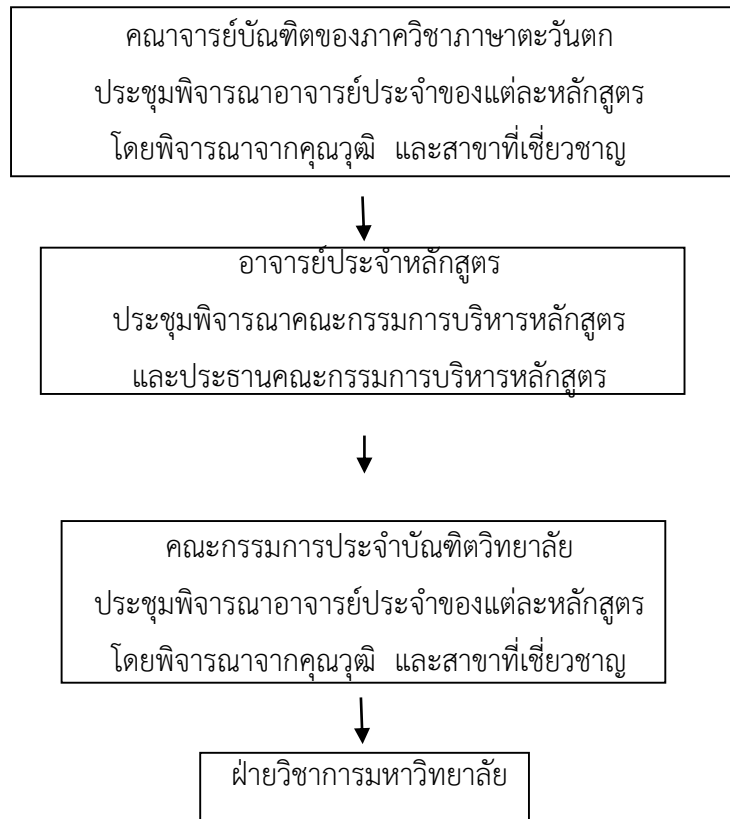 คณาจารย์บัณฑิตของภาควิชาภาษาตะวันตก
ประชุมพิจารณาอาจารย์ประจำของแต่ละหลักสูตร
โดยพิจารณาจากคุณวุฒิ และสาขาที่เชี่ยวชาญ
อาจารย์ประจำหลักสูตร
ประชุมพิจารณาคณะกรรมการบริหารหลักสูตร
และประธานคณะกรรมการบริหารหลักสูตร
คณะกรรมการประจำบัณฑิตวิทยาลัย
ประชุมพิจารณาอาจารย์ประจำของแต่ละหลักสูตร
โดยพิจารณาจากคุณวุฒิ และสาขาที่เชี่ยวชาญ
ฝ่ายวิชาการมหาวิทยาลัย